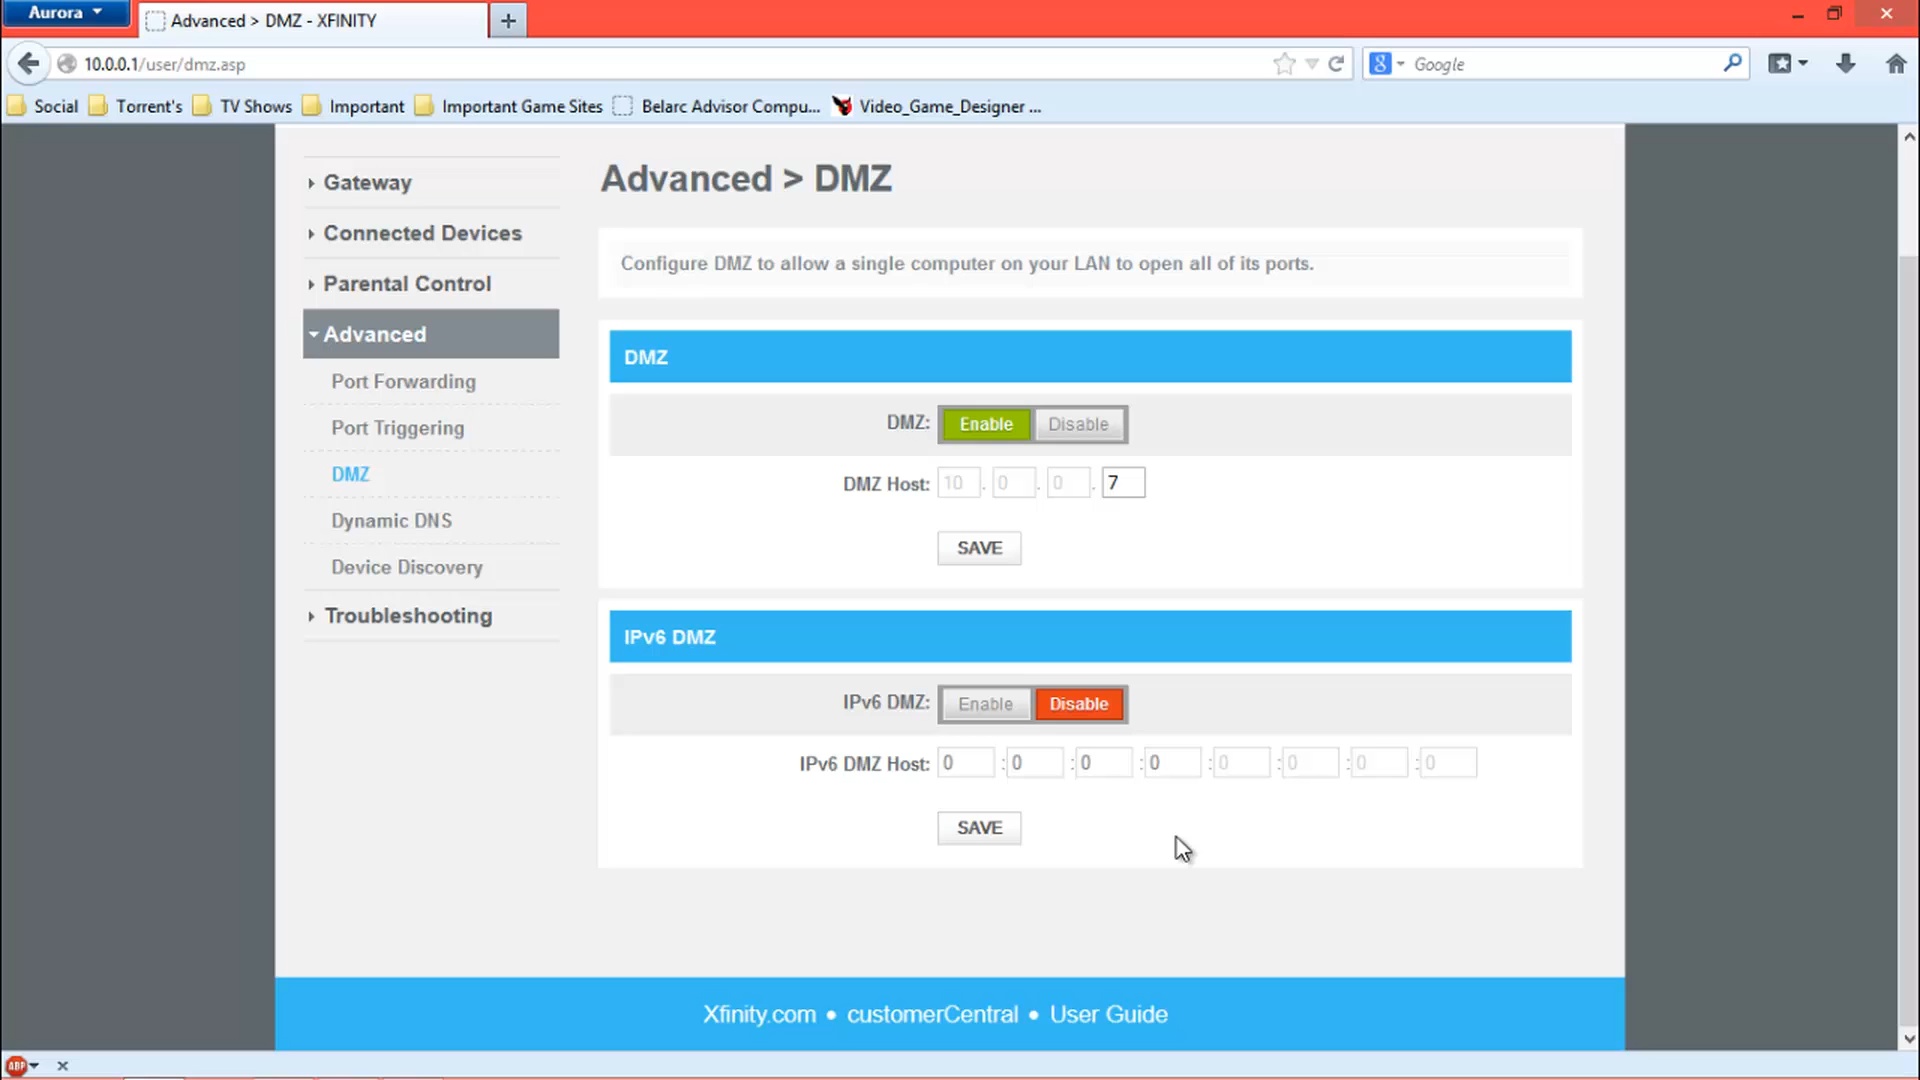 Aurora
Advanced > DMZ - XFINITY
10.0.0.1/user/dmz.asp
Google
Social
Torrent's
TV Shows
Important
Important Game Sites
Belarc Advisor Compu...
Video_Game_Designer ...
Gateway
Connected Devices
Parental Control
Advanced
Port Forwarding
Port Triggering
DMZ
Dynamic DNS
Device Discovery
Troubleshooting
Advanced > DMZ
Configure DMZ to allow a single computer on your LAN to open all of its ports.
DMZ
DMZ: Enable Disable
DMZ Host: 10 . 0 . 0 . 7
SAVE
IPv6 DMZ
IPv6 DMZ: Enable Disable
IPv6 DMZ Host: 0 :0 :0 :0 :0 :0 :0 :0
SAVE
Xfinity.com • customerCentral • User Guide
ABP